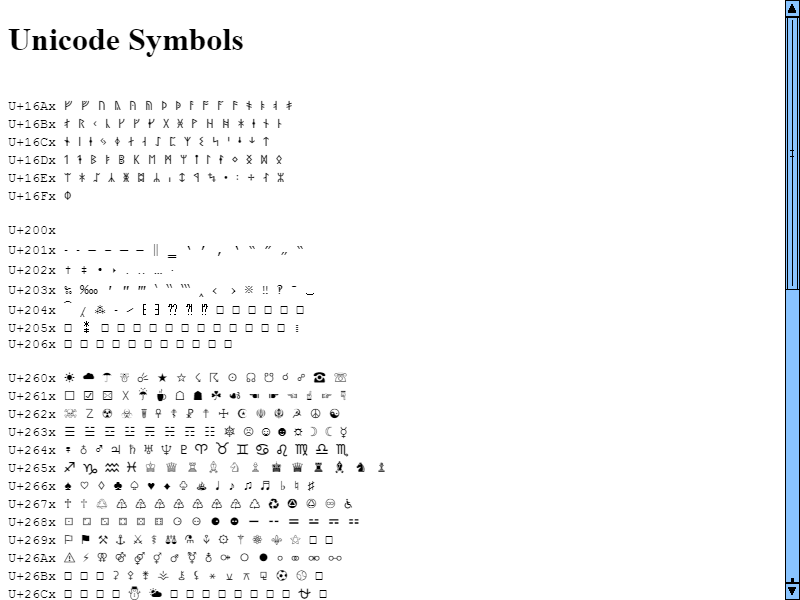 Unicode Symbols
U+16Ax ᚠ ᚡ ᚢ ᚣ ᚤ ᚥ ᚦ ᚧ ᚨ ᚩ ᚪ ᚫ ᚬ ᚭ ᚮ ᚯ
U+16Bx ᚰ ᚱ ᚲ ᚳ ᚴ ᚵ ᚶ ᚷ ᚸ ᚹ ᚺ ᚻ ᚼ ᚽ ᚾ ᚿ
U+16Cx ᛀ ᛁ ᛂ ᛃ ᛄ ᛅ ᛆ ᛇ ᛈ ᛉ ᛊ ᛋ ᛌ ᛍ ᛎ ᛏ
U+16Dx ᛐ ᛑ ᛒ ᛓ ᛔ ᛕ ᛖ ᛗ ᛘ ᛙ ᛚ ᛛ ᛜ ᛝ ᛞ ᛟ
U+16Ex ᛠ ᛡ ᛢ ᛣ ᛤ ᛥ ᛦ ᛧ ᛨ ᛩ ᛪ ᛫ ᛬ ᛭ ᛮ ᛯ
U+16Fx ᛰ
U+200x
U+201x ‐ ‑ ‒ – — ― ‖ ‗ ‘ ’ ‚ ‛ “ ” „ ‟
U+202x † ‡ • ‣ ․ ‥ … ‧
U+203x ‰ ‱ ′ ″ ‴ ‵ ‶ ‷ ‸ ‹ › ※ ‼ ‽ ‾ ‿
U+204x ⁀ ⁁ ⁂ ⁃ ⁄ ⁅ ⁆ ⁇ ⁈ ⁉
U+205x ⁑ ⁞
U+206x
U+260x ☀ ☁ ☂ ☃ ☄ ★ ☆ ☇ ☈ ☉ ☊ ☋ ☌ ☍ ☎ ☏
U+261x ☐ ☑ ☒ ☓ ☔ ☕ ☖ ☗ ☘ ☙ ☚ ☛ ☜ ☝ ☞ ☟
U+262x ☠ ☡ ☢ ☣ ☤ ☥ ☦ ☧ ☨ ☩ ☪ ☫ ☬ ☭ ☮ ☯
U+263x ☰ ☱ ☲ ☳ ☴ ☵ ☶ ☷ ☸ ☹ ☺ ☻ ☼ ☽ ☾ ☿
U+264x ♀ ♁ ♂ ♃ ♄ ♅ ♆ ♇ ♈ ♉ ♊ ♋ ♌ ♍ ♎ ♏
U+265x ♐ ♑ ♒ ♓ ♔ ♕ ♖ ♗ ♘ ♙ ♚ ♛ ♜ ♝ ♞ ♟
U+266x ♠ ♡ ♢ ♣ ♤ ♥ ♦ ♧ ♨ ♩ ♪ ♫ ♬ ♭ ♮ ♯
U+267x ♰ ♱ ♲ ♳ ♴ ♵ ♶ ♷ ♸ ♹ ♺ ♻ ♼ ♽ ♾ ♿
U+268x ⚀ ⚁ ⚂ ⚃ ⚄ ⚅ ⚆ ⚇ ⚈ ⚉ ⚊ ⚋ ⚌ ⚍ ⚎ ⚏
U+269x ⚐ ⚑ ⚒ ⚓ ⚔ ⚕ ⚖ ⚗ ⚘ ⚙ ⚚ ⚛ ⚜ ⚝
U+26Ax ⚠ ⚡ ⚢ ⚣ ⚤ ⚥ ⚦ ⚧ ⚨ ⚩ ⚪ ⚫ ⚬ ⚭ ⚮ ⚯
U+26Bx ⚳ ⚴ ⚵ ⚶ ⚷ ⚸ ⚹ ⚺ ⚻ ⚼ ⚽ ⚾
U+26Cx ⛄ ⛅ ⛎